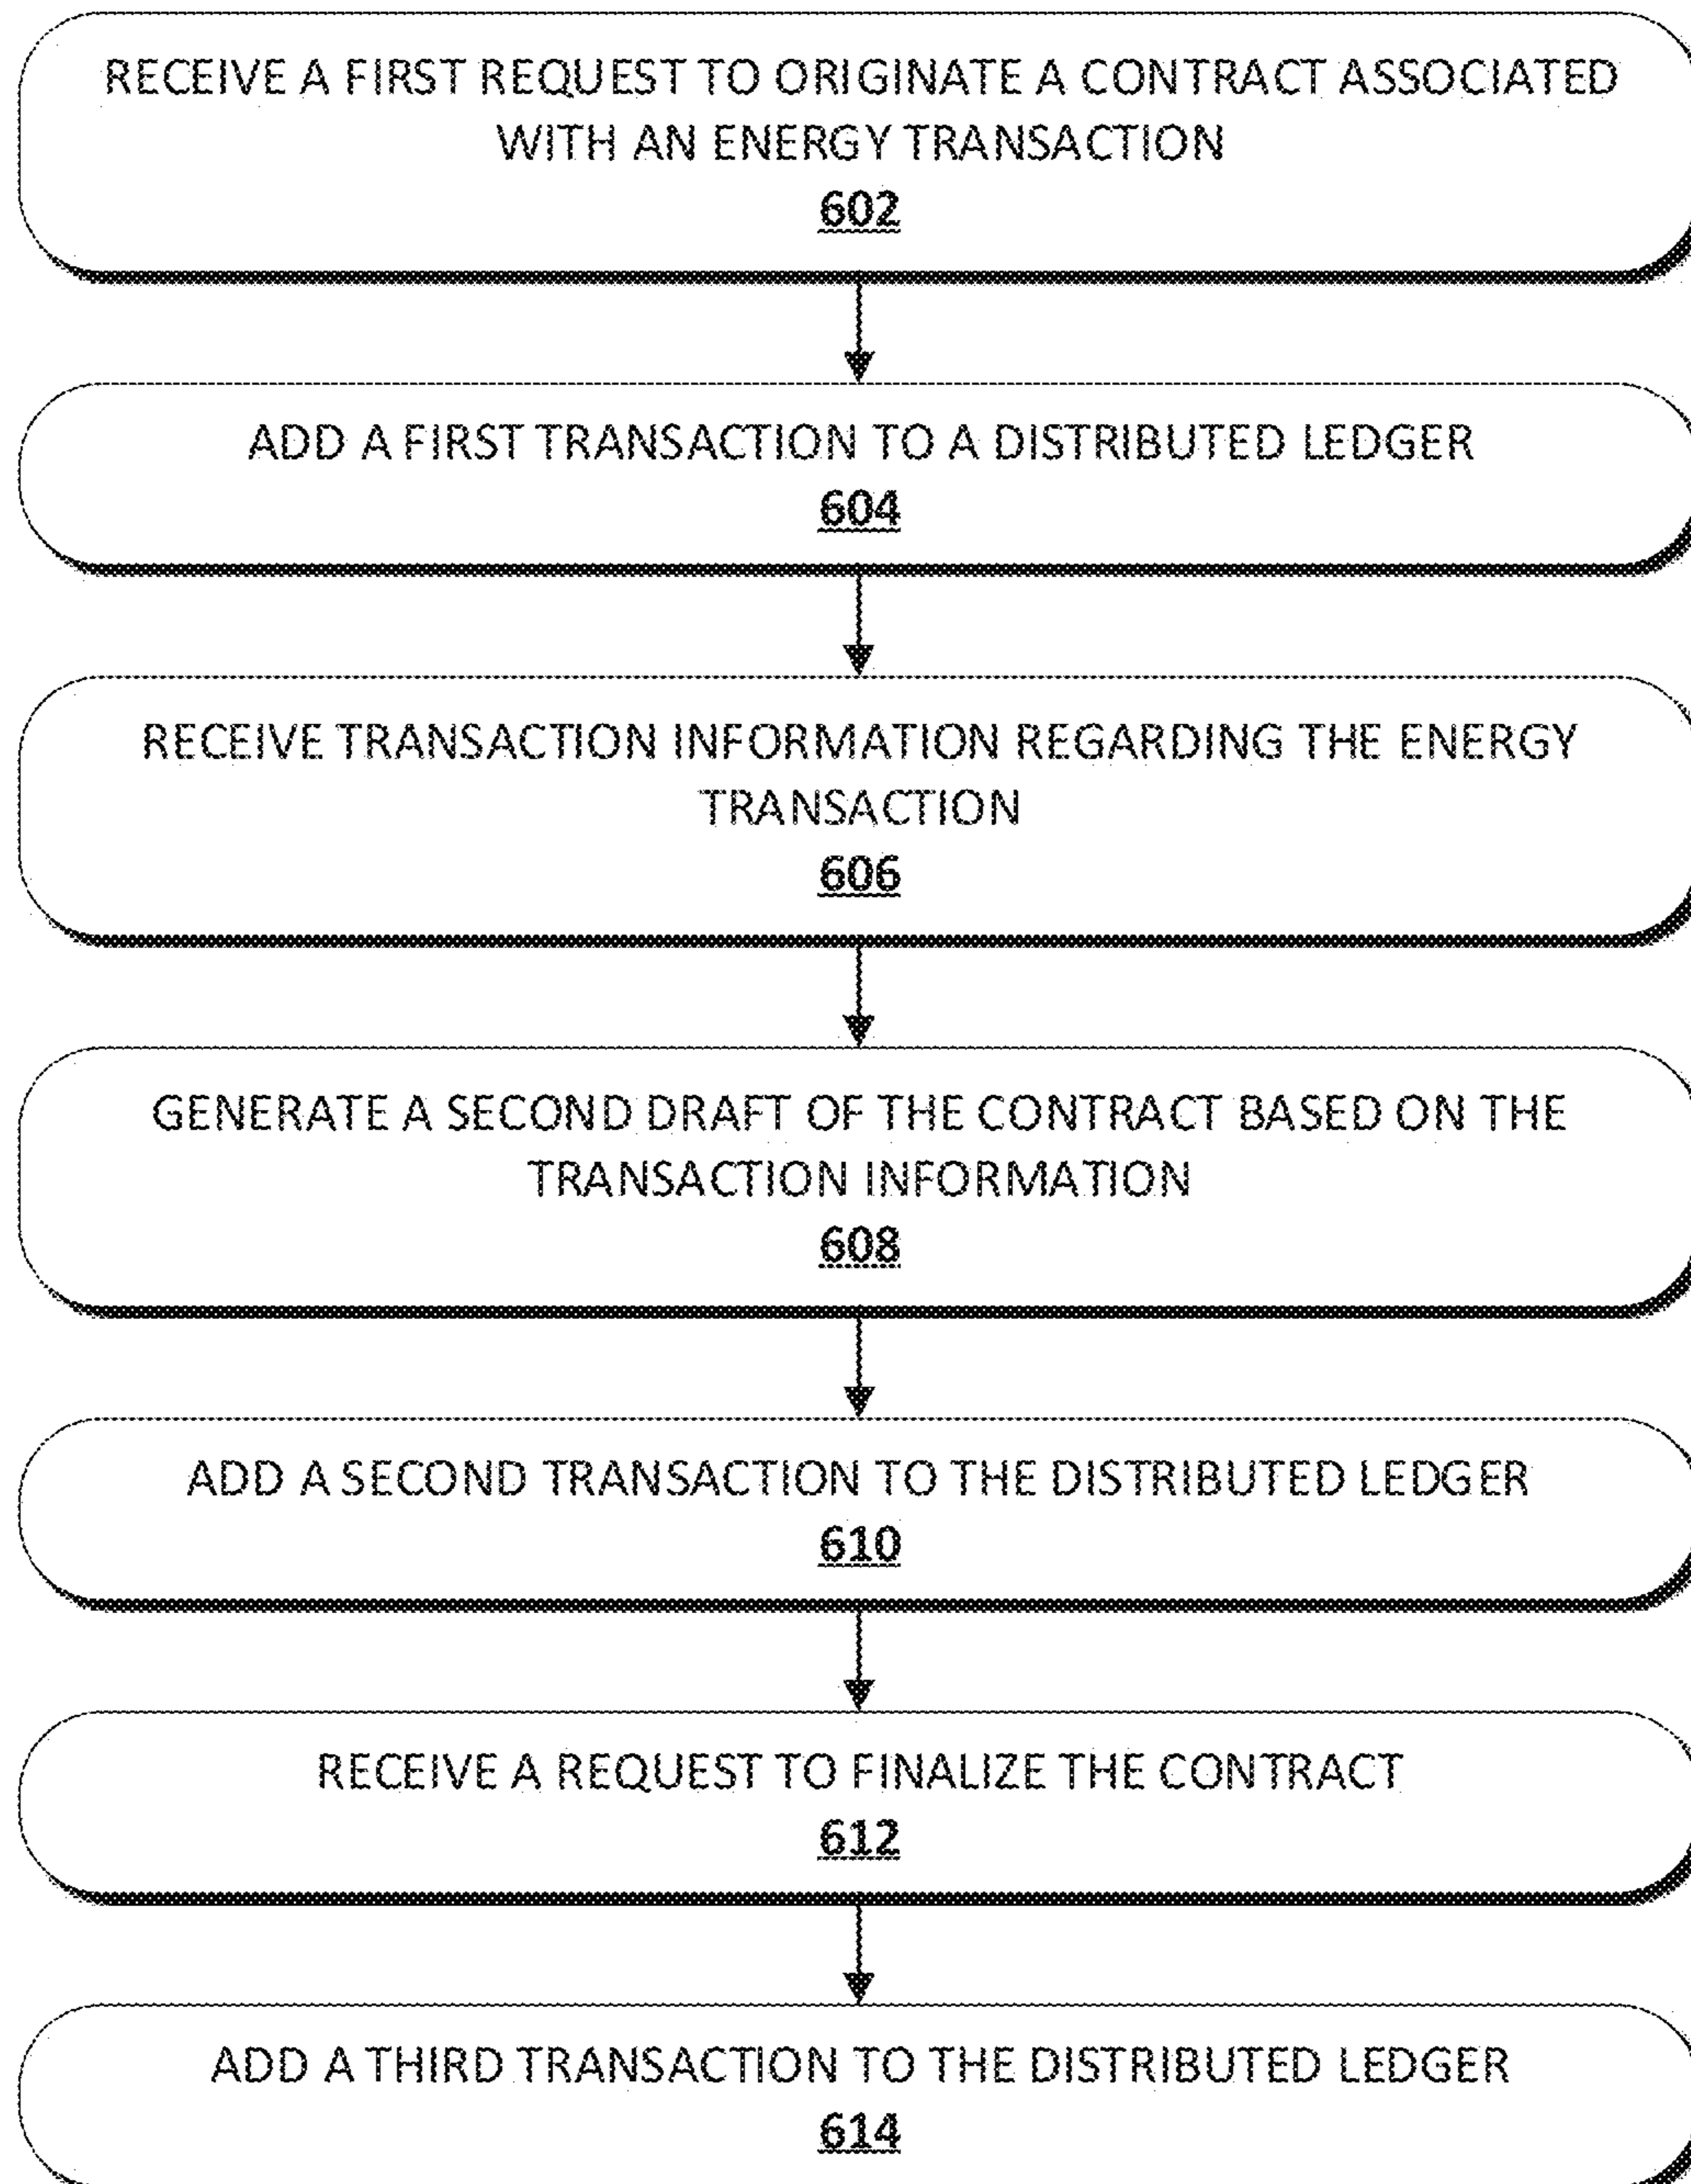 RECEIVE A FIRST REQUEST TO ORIGINATE A CONTRACT ASSOCIATED
WITH AN ENERGY TRANSACTION
602
ADD A FIRST TRANSACTION TO A DISTRIBUTED LEDGER
604
RECEIVE TRANSACTION INFORMATION REGARDING THE ENERGY
TRANSACTION
606
GENERATE A SECOND DRAFT OF THE CONTRACT BASED ON THE
TRANSACTION INFORMATION
608
ADD A SECOND TRANSACTION TO THE DISTRIBUTED LEDGER
610
RECEIVE A REQUEST TO FINALIZE THE CONTRACT
612
ADD A THIRD TRANSACTION TO THE DISTRIBUTED LEDGER
614